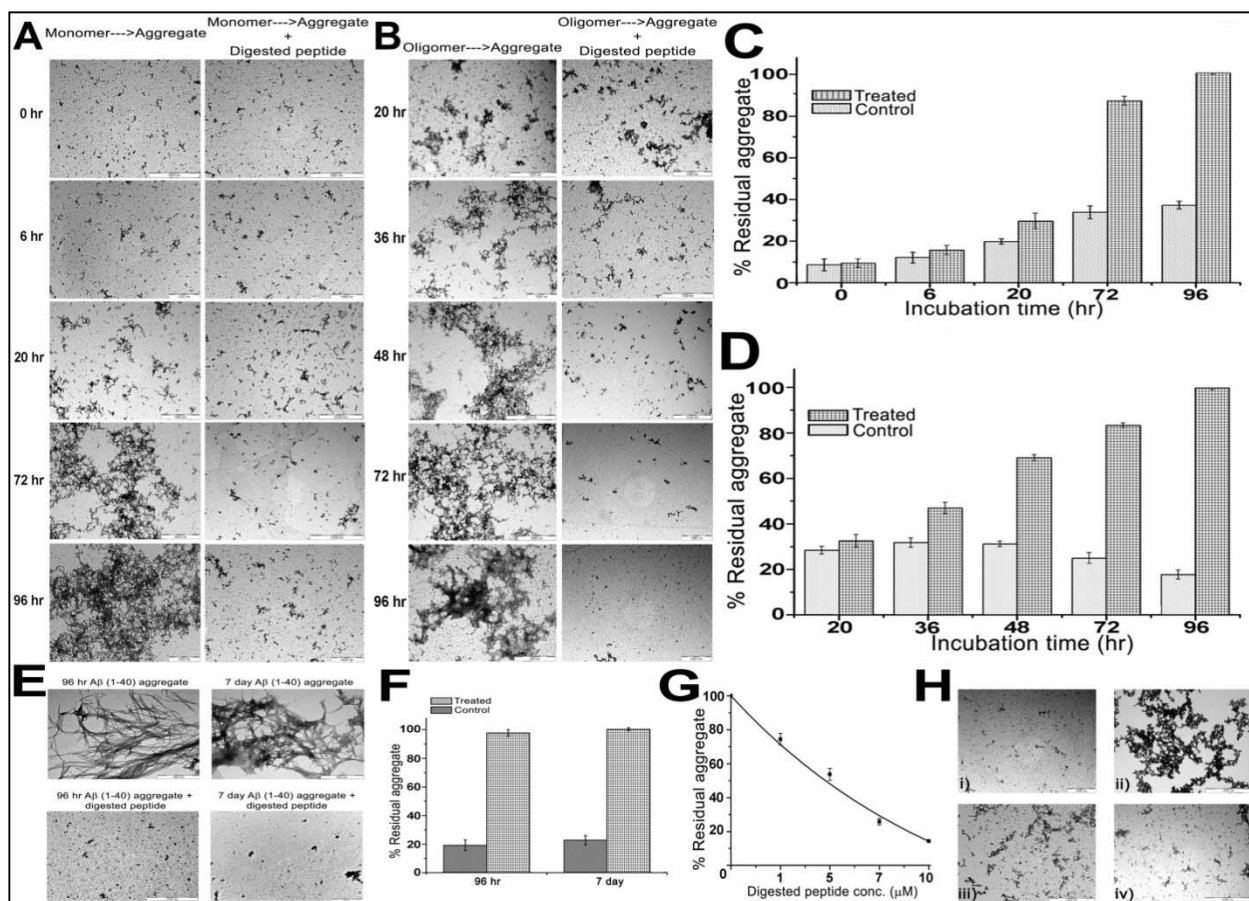 A
Monomer--->Aggregate
Monomer--->Aggregate
+
Digested peptide
0 hr
6 hr
20 hr
72 hr
96 hr
B
Oligomer--->Aggregate
Oligomer--->Aggregate
+
Digested peptide
20 hr
36 hr
48 hr
72 hr
96 hr
C
% Residual aggregate
100
80
60
40
20
0
Treated
Control
0 6 20 72 96
Incubation time (hr)
D
% Residual aggregate
100
80
60
40
20
0
Treated
Control
20 36 48 72 96
Incubation time (hr)
E
96 hr Aβ (1-40) aggregate
7 day Aβ (1-40) aggregate
96 hr Aβ (1-40) aggregate +
digested peptide
7 day Aβ (1-40) aggregate +
digested peptide
F
% Residual aggregate
100
80
60
40
20
0
Treated
Control
96 hr 7 day
G
% Residual aggregate
100
80
60
40
20
0 1 5 7 10
Digested peptide conc. (μM)
H
i)
ii)
iii)
iv)